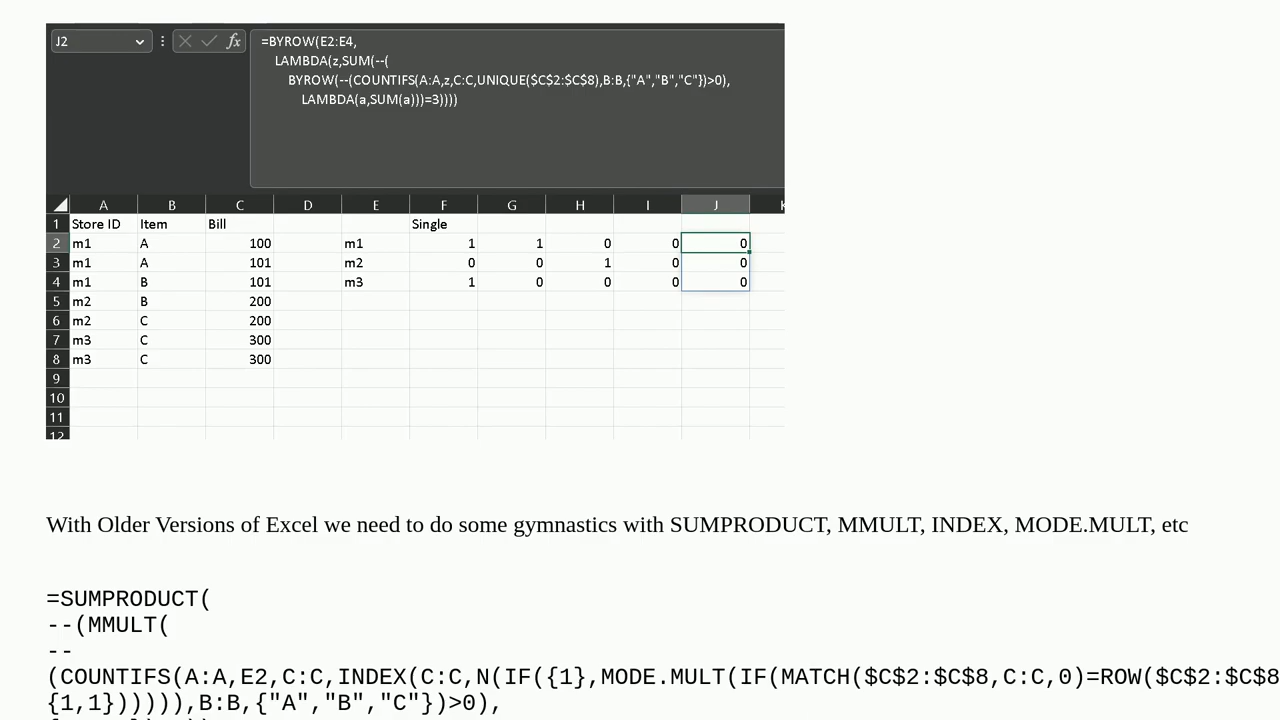 J2
fx
=BYROW(E2:E4,
LAMBDA(z,SUM(--(
BYROW(--(COUNTIFS(A:A,z,C:C,UNIQUE($C$2:$C$8),B:B,{"A","B","C"})>0),
LAMBDA(a,SUM(a)))=3))))
A B C D E F G H I J K
1 Store ID Item Bill Single
2 m1 A 100 m1 1 1 0 0 0
3 m1 A 101 m2 0 0 1 0 0
4 m1 B 101 m3 1 0 0 0 0
5 m2 B 200
6 m2 C 200
7 m3 C 300
8 m3 C 300
9
10
11
12
With Older Versions of Excel we need to do some gymnastics with SUMPRODUCT, MMULT, INDEX, MODE.MULT, etc
=SUMPRODUCT(
--(MMULT(
--
(COUNTIFS(A:A,E2,C:C,INDEX(C:C,N(IF({1},MODE.MULT(IF(MATCH($C$2:$C$8,C:C,0)=ROW($C$2:$C$8
{1,1})))))),B:B,{"A","B","C"})>0),